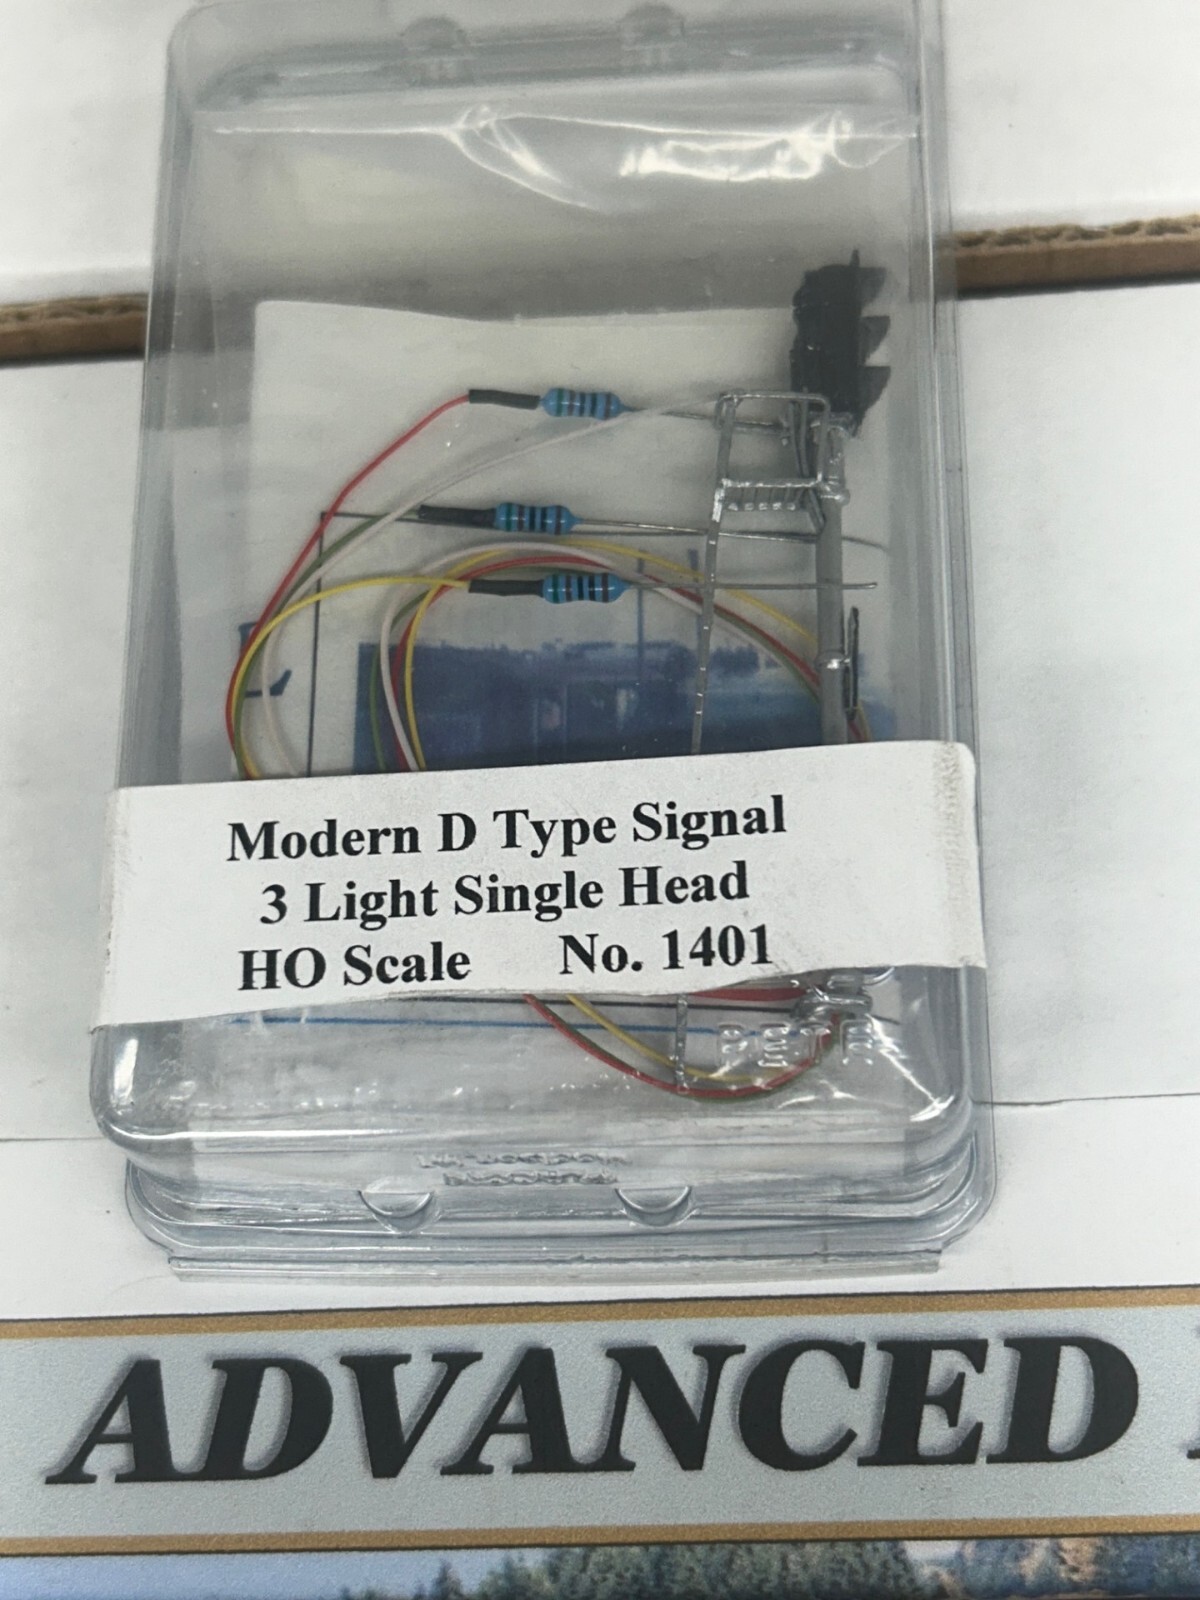 Modern D Type Signal
3 Light Single Head
HO Scale No. 1401
ADVANCED